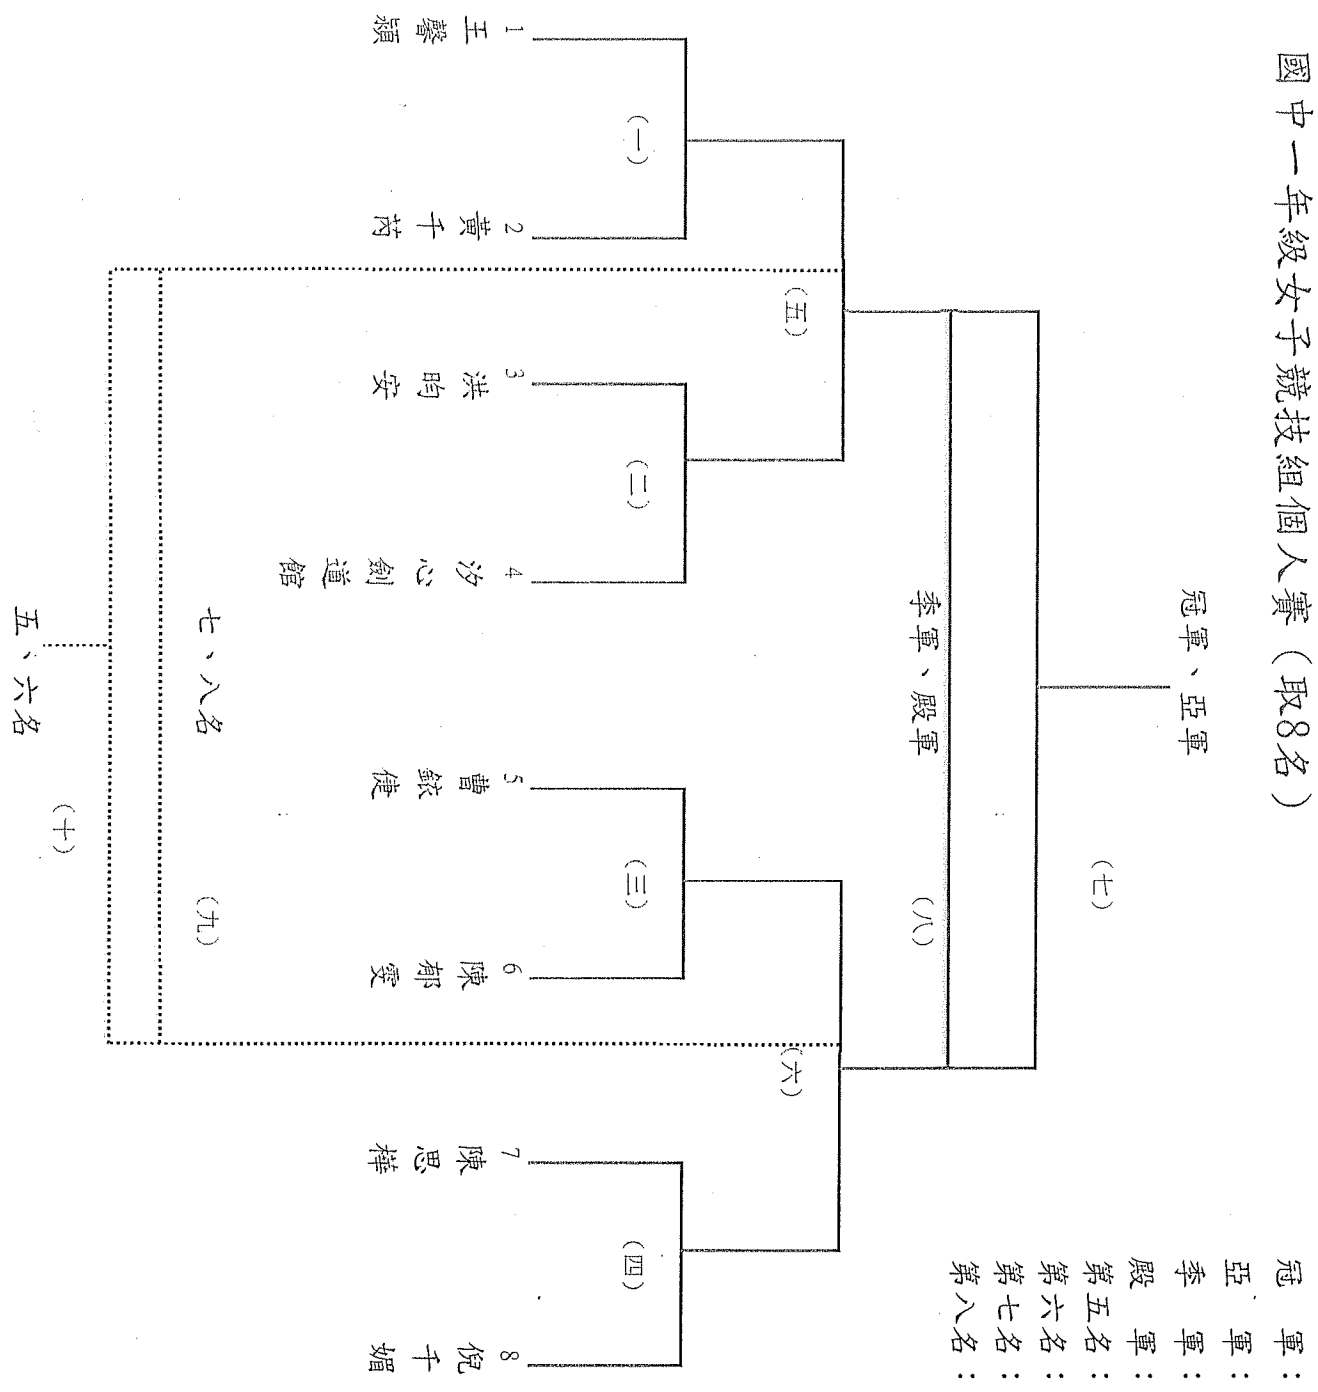 國中一年級女子競技組個人賽（取8名）
冠軍：
亞軍：
季軍：
殿軍：
第五名：
第六名：
第七名：
第八名：
冠軍、亞軍
（七）
季軍、殿軍
（八）
（五）
（六）
（一）
（二）
（三）
（四）
1 王馨穎
2 黃千芮
3 洪昀安
4 汐心劍道館
5 曹銥倢
6 陳郁雯
7 陳思樺
8 倪千媚
七、八名
（九）
五、六名
（十）